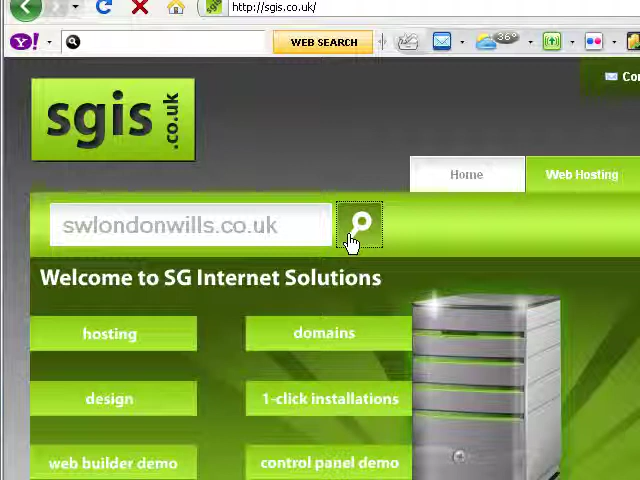 http://sgis.co.uk/
Y!
WEB SEARCH
36°
sgis.co.uk
Home
Web Hosting
swlondonwills.co.uk
Welcome to SG Internet Solutions
hosting
domains
design
1-click installations
web builder demo
control panel demo